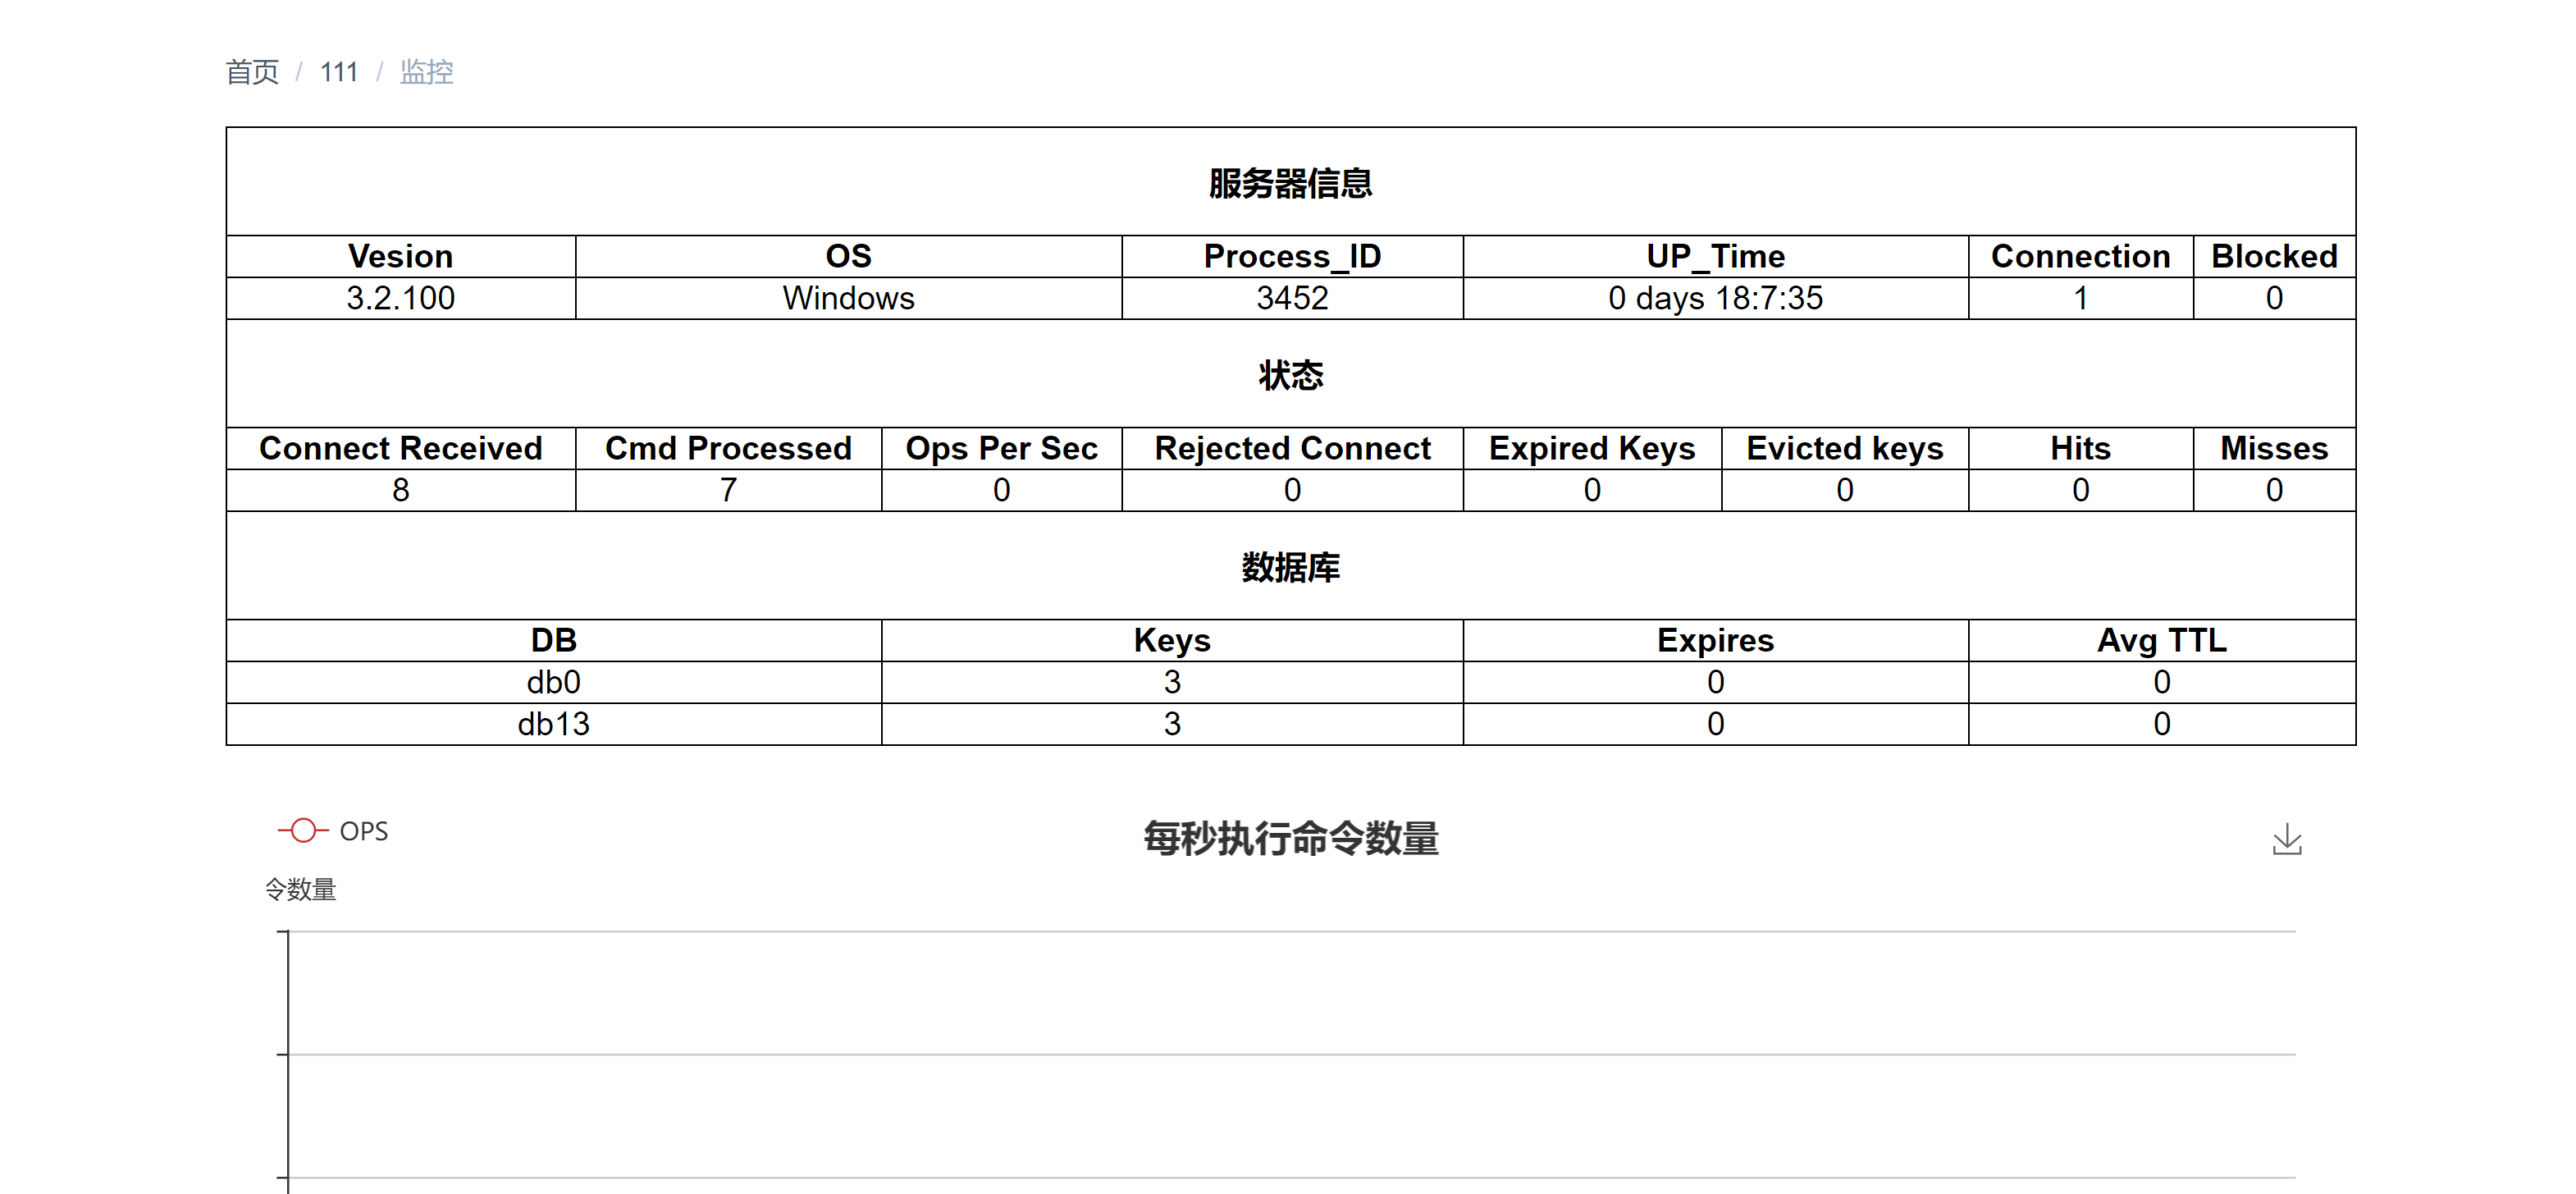 首页 / 111 / 监控
服务器信息
Vesion OS Process_ID UP_Time Connection Blocked
3.2.100 Windows 3452 0 days 18:7:35 1 0
状态
Connect Received Cmd Processed Ops Per Sec Rejected Connect Expired Keys Evicted keys Hits Misses
8 7 0 0 0 0 0 0
数据库
DB Keys Expires Avg TTL
db0 3 0 0
db13 3 0 0
OPS 每秒执行命令数量
令数量